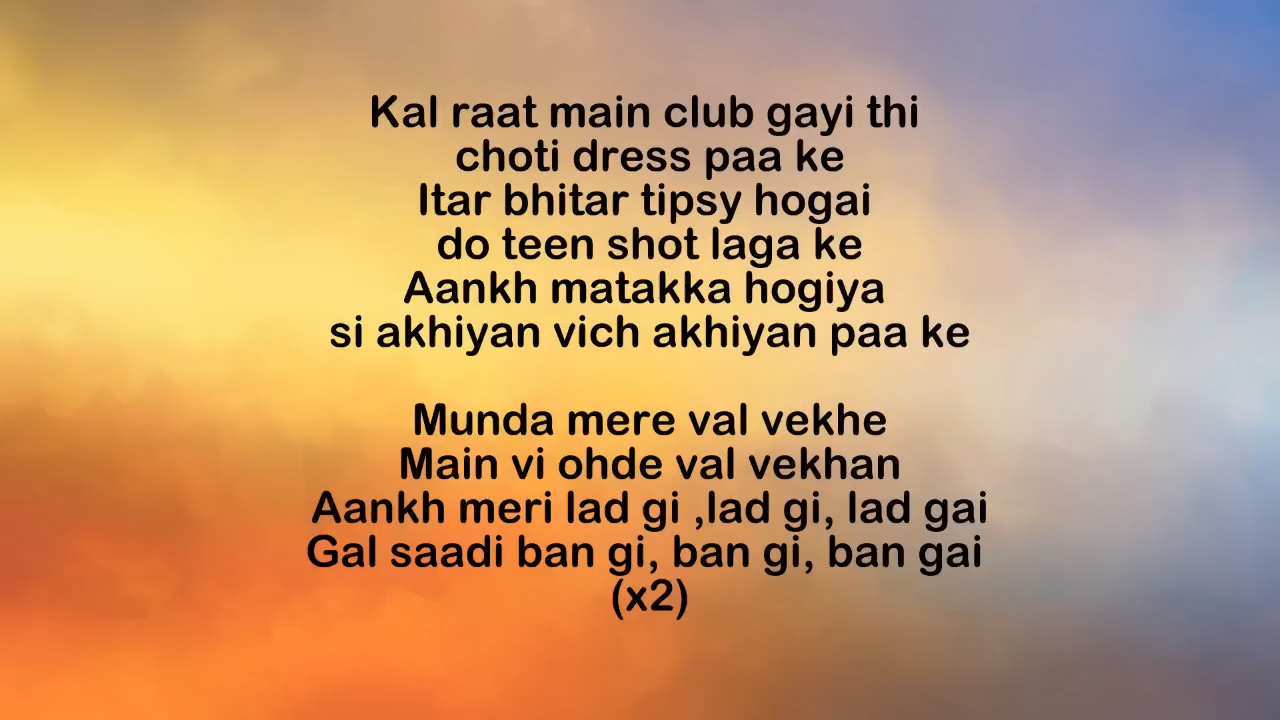 Kal raat main club gayi thi
choti dress paa ke
Itar bhitar tipsy hogai
do teen shot laga ke
Aankh matakka hogiya
si akhiyan vich akhiyan paa ke
Munda mere val vekhe
Main vi ohde val vekhan
Aankh meri lad gi ,lad gi, lad gai
Gal saadi ban gi, ban gi, ban gai
(x2)